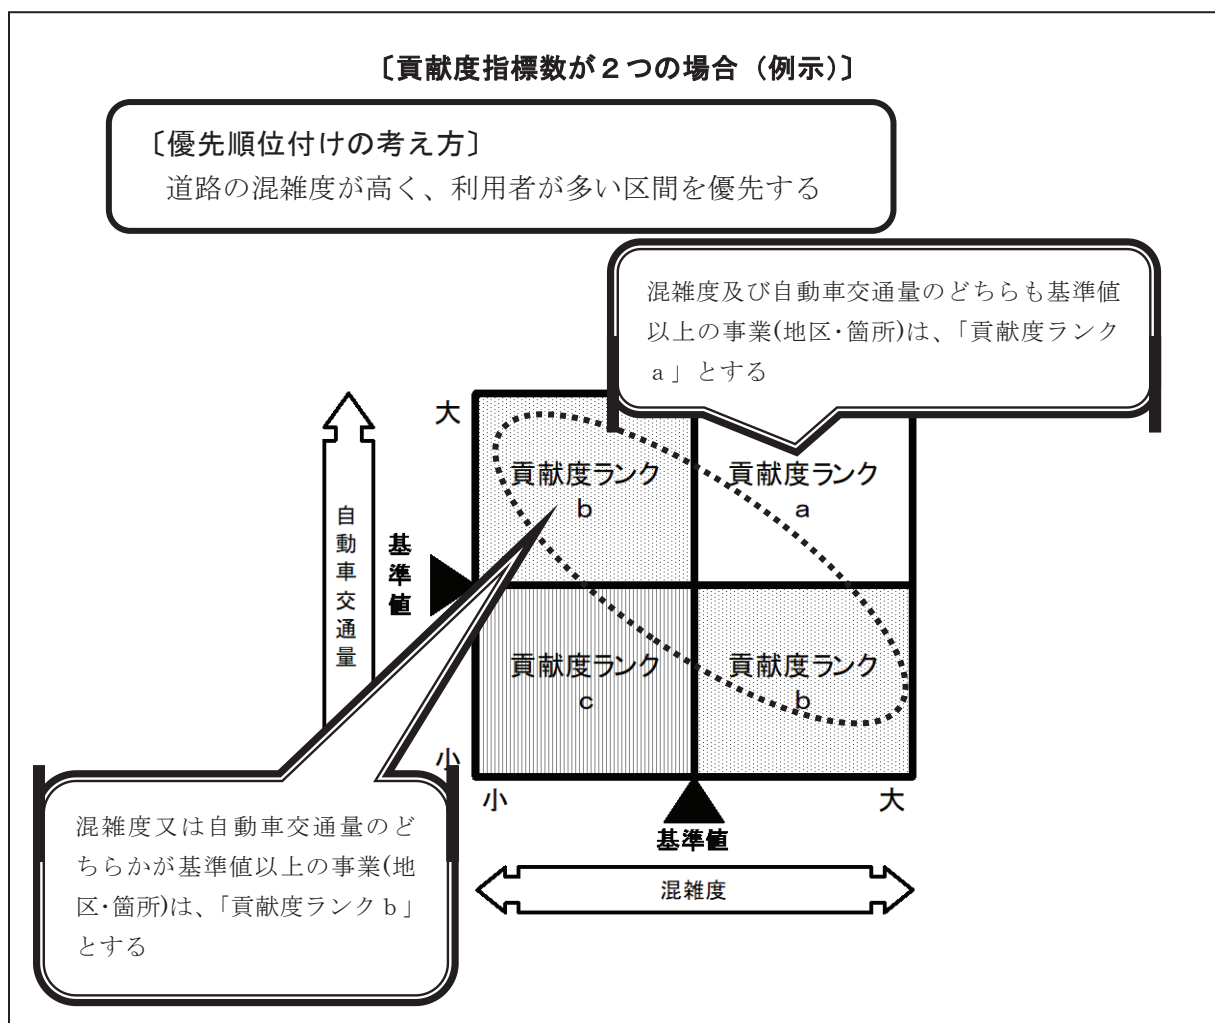 〔貢献度指標数が２つの場合（例示）〕
〔優先順位付けの考え方〕
道路の混雑度が高く、利用者が多い区間を優先する
混雑度及び自動車交通量のどちらも基準値
以上の事業(地区・箇所)は、「貢献度ランク
ａ」とする
大
自動車交通量
基準値
小
貢献度ランク
ｂ
貢献度ランク
ａ
貢献度ランク
ｃ
貢献度ランク
ｂ
小
大
基準値
混雑度
混雑度又は自動車交通量のど
ちらかが基準値以上の事業(地
区・箇所)は、「貢献度ランクｂ」
とする